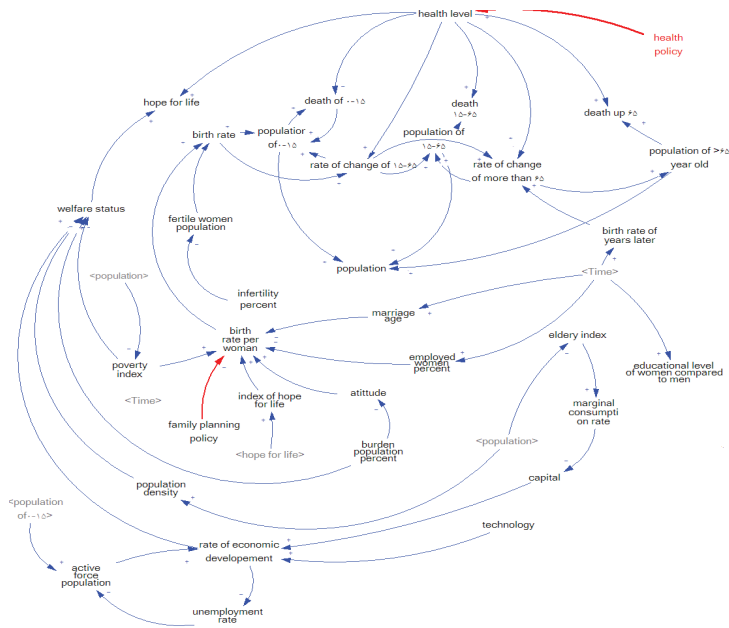 health level
health
policy
hope for life
death of ۰-۱۵
death
۱۵-۶۵
death up ۶۵
birth rate
populatior
of۰-۱۵
population of
۱۵-۶۵
rate of change of ۱۵-۶۵
rate of change
of more than ۶۵
population of >۶۵
year old
welfare status
fertile women
population
birth rate of
years later
<population>
population
<Time>
infertility
percent
marriage
age
birth
rate per
woman
eldery index
poverty
index
employed
women
percent
educational level
of women compared
to men
<Time>
index of hope
for life
atittude
marginal
consumpti
on rate
family planning
policy
<hope for life>
burden
population
percent
<population>
population
density
capital
<population
of۰-۱۵>
technology
rate of economic
developement
active
force
population
unemployment
rate